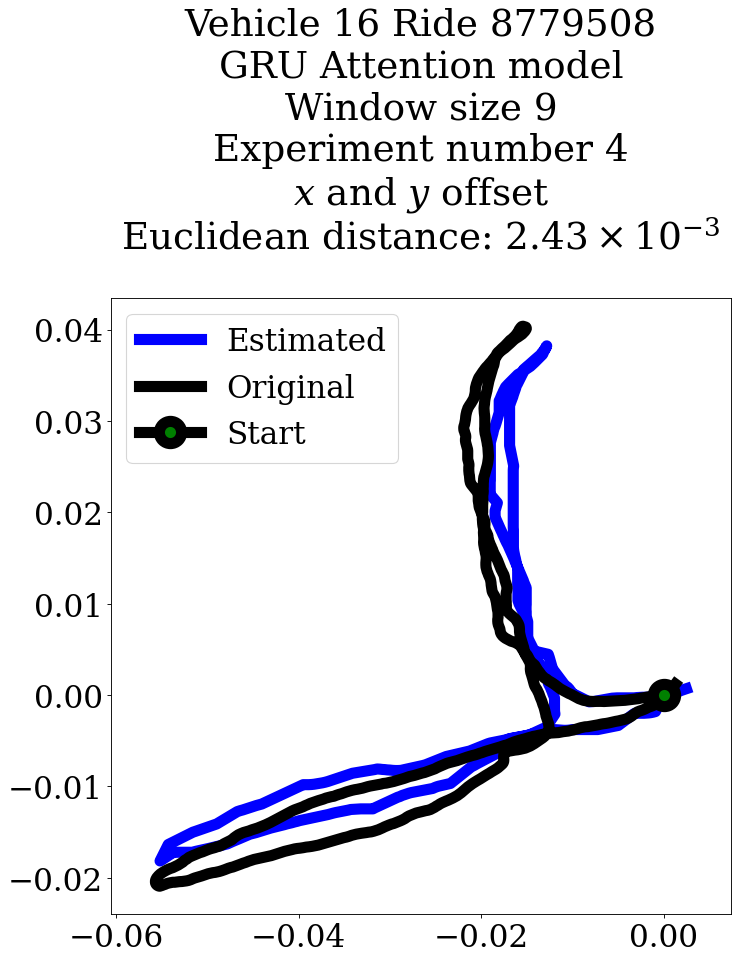 Vehicle 16 Ride 8779508
GRU Attention model
Window size 9
Experiment number 4
x and y offset
Euclidean distance: 2.43 × 10⁻³
Estimated
Original
Start
0.04
0.03
0.02
0.01
0.00
−0.01
−0.02
−0.06 −0.04 −0.02 0.00